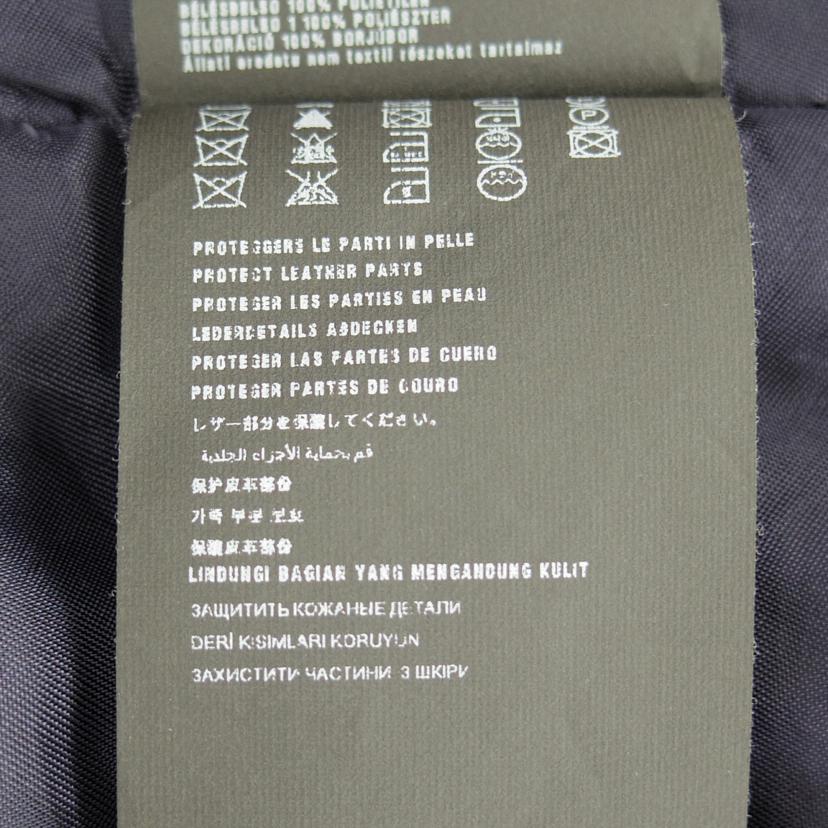 BÉLÉSBELSŐ 100% POLIETILÉN
BÉLÉSBELSŐ 1 100% POLIÉSZTER
DEKORÁCIÓ 100% BORJÚBŐR
Állati eredetű nem textil részeket tartalmaz
P
PROTEGGERE LE PARTI IN PELLE
PROTECT LEATHER PARTS
PROTEGER LES PARTIES EN PEAU
LEDERDETAILS ABDECKEN
PROTEGER LAS PARTES DE CUERO
PROTEGER PARTES DE COURO
レザー部分を保護してください。
قم بحماية الأجزاء الجلدية
保护皮革部份
가죽 부분 보호
保護皮革部份
LINDUNGI BAGIAN YANG MENGANDUNG KULIT
ЗАЩИТИТЬ КОЖАНЫЕ ДЕТАЛИ
DERİ KISIMLARI KORUYUN
ЗАХИСТИТИ ЧАСТИНИ З ШКІРИ